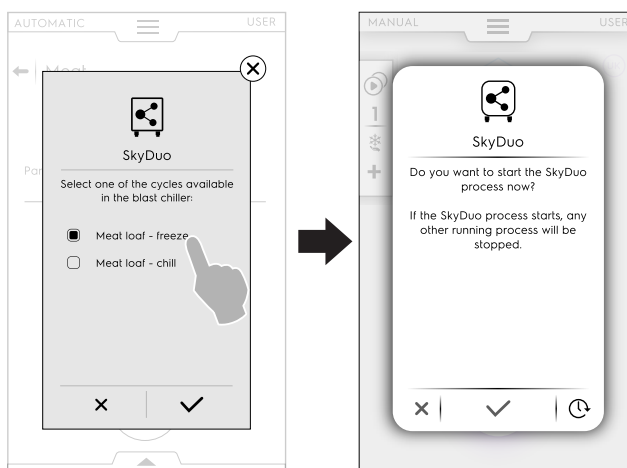 AUTOMATIC
USER
Meat
SkyDuo
Select one of the cycles available
in the blast chiller:
Meat loaf - freeze
Meat loaf - chill
MANUAL
USER
1
SkyDuo
Do you want to start the SkyDuo
process now?
If the SkyDuo process starts, any
other running process will be
stopped.